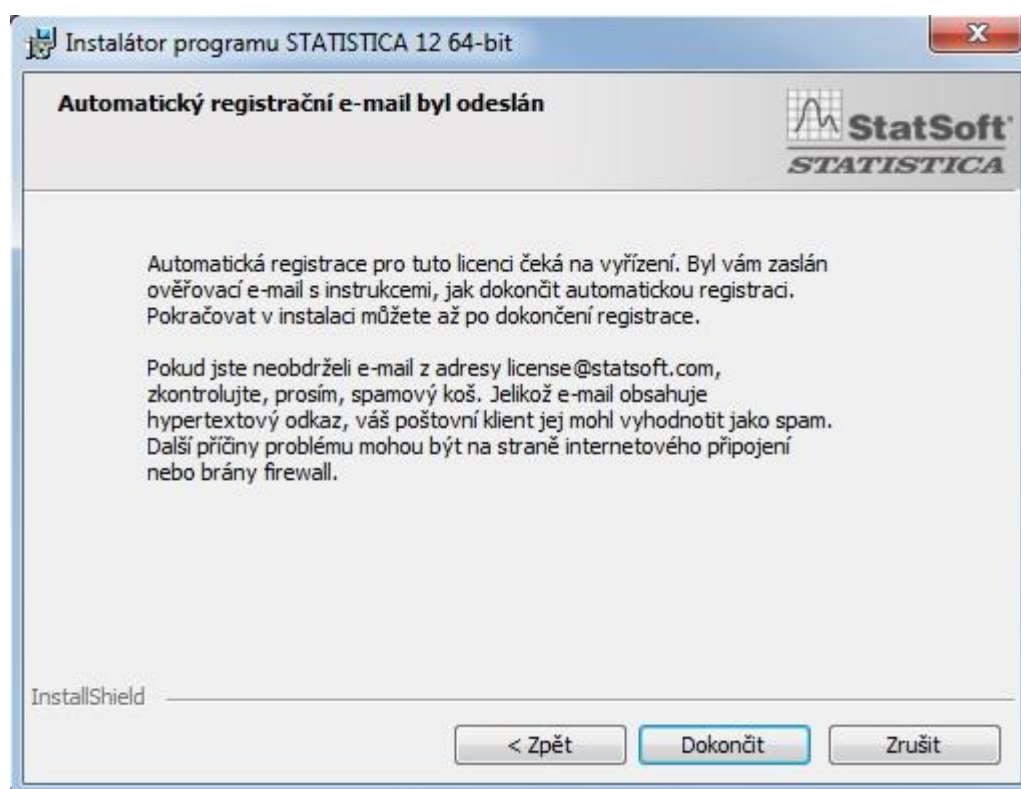 Instalátor programu STATISTICA 12 64-bit
Automatický registrační e-mail byl odeslán
StatSoft
STATISTICA
Automatická registrace pro tuto licenci čeká na vyřízení. Byl vám zaslán
ověřovací e-mail s instrukcemi, jak dokončit automatickou registraci.
Pokračovat v instalaci můžete až po dokončení registrace.
Pokud jste neobdrželi e-mail z adresy license@statsoft.com,
zkontrolujte, prosím, spamový koš. Jelikož e-mail obsahuje
hypertextový odkaz, váš poštovní klient jej mohl vyhodnotit jako spam.
Další příčiny problému mohou být na straně internetového připojení
nebo brány firewall.
InstallShield
< Zpět
Dokončit
Zrušit